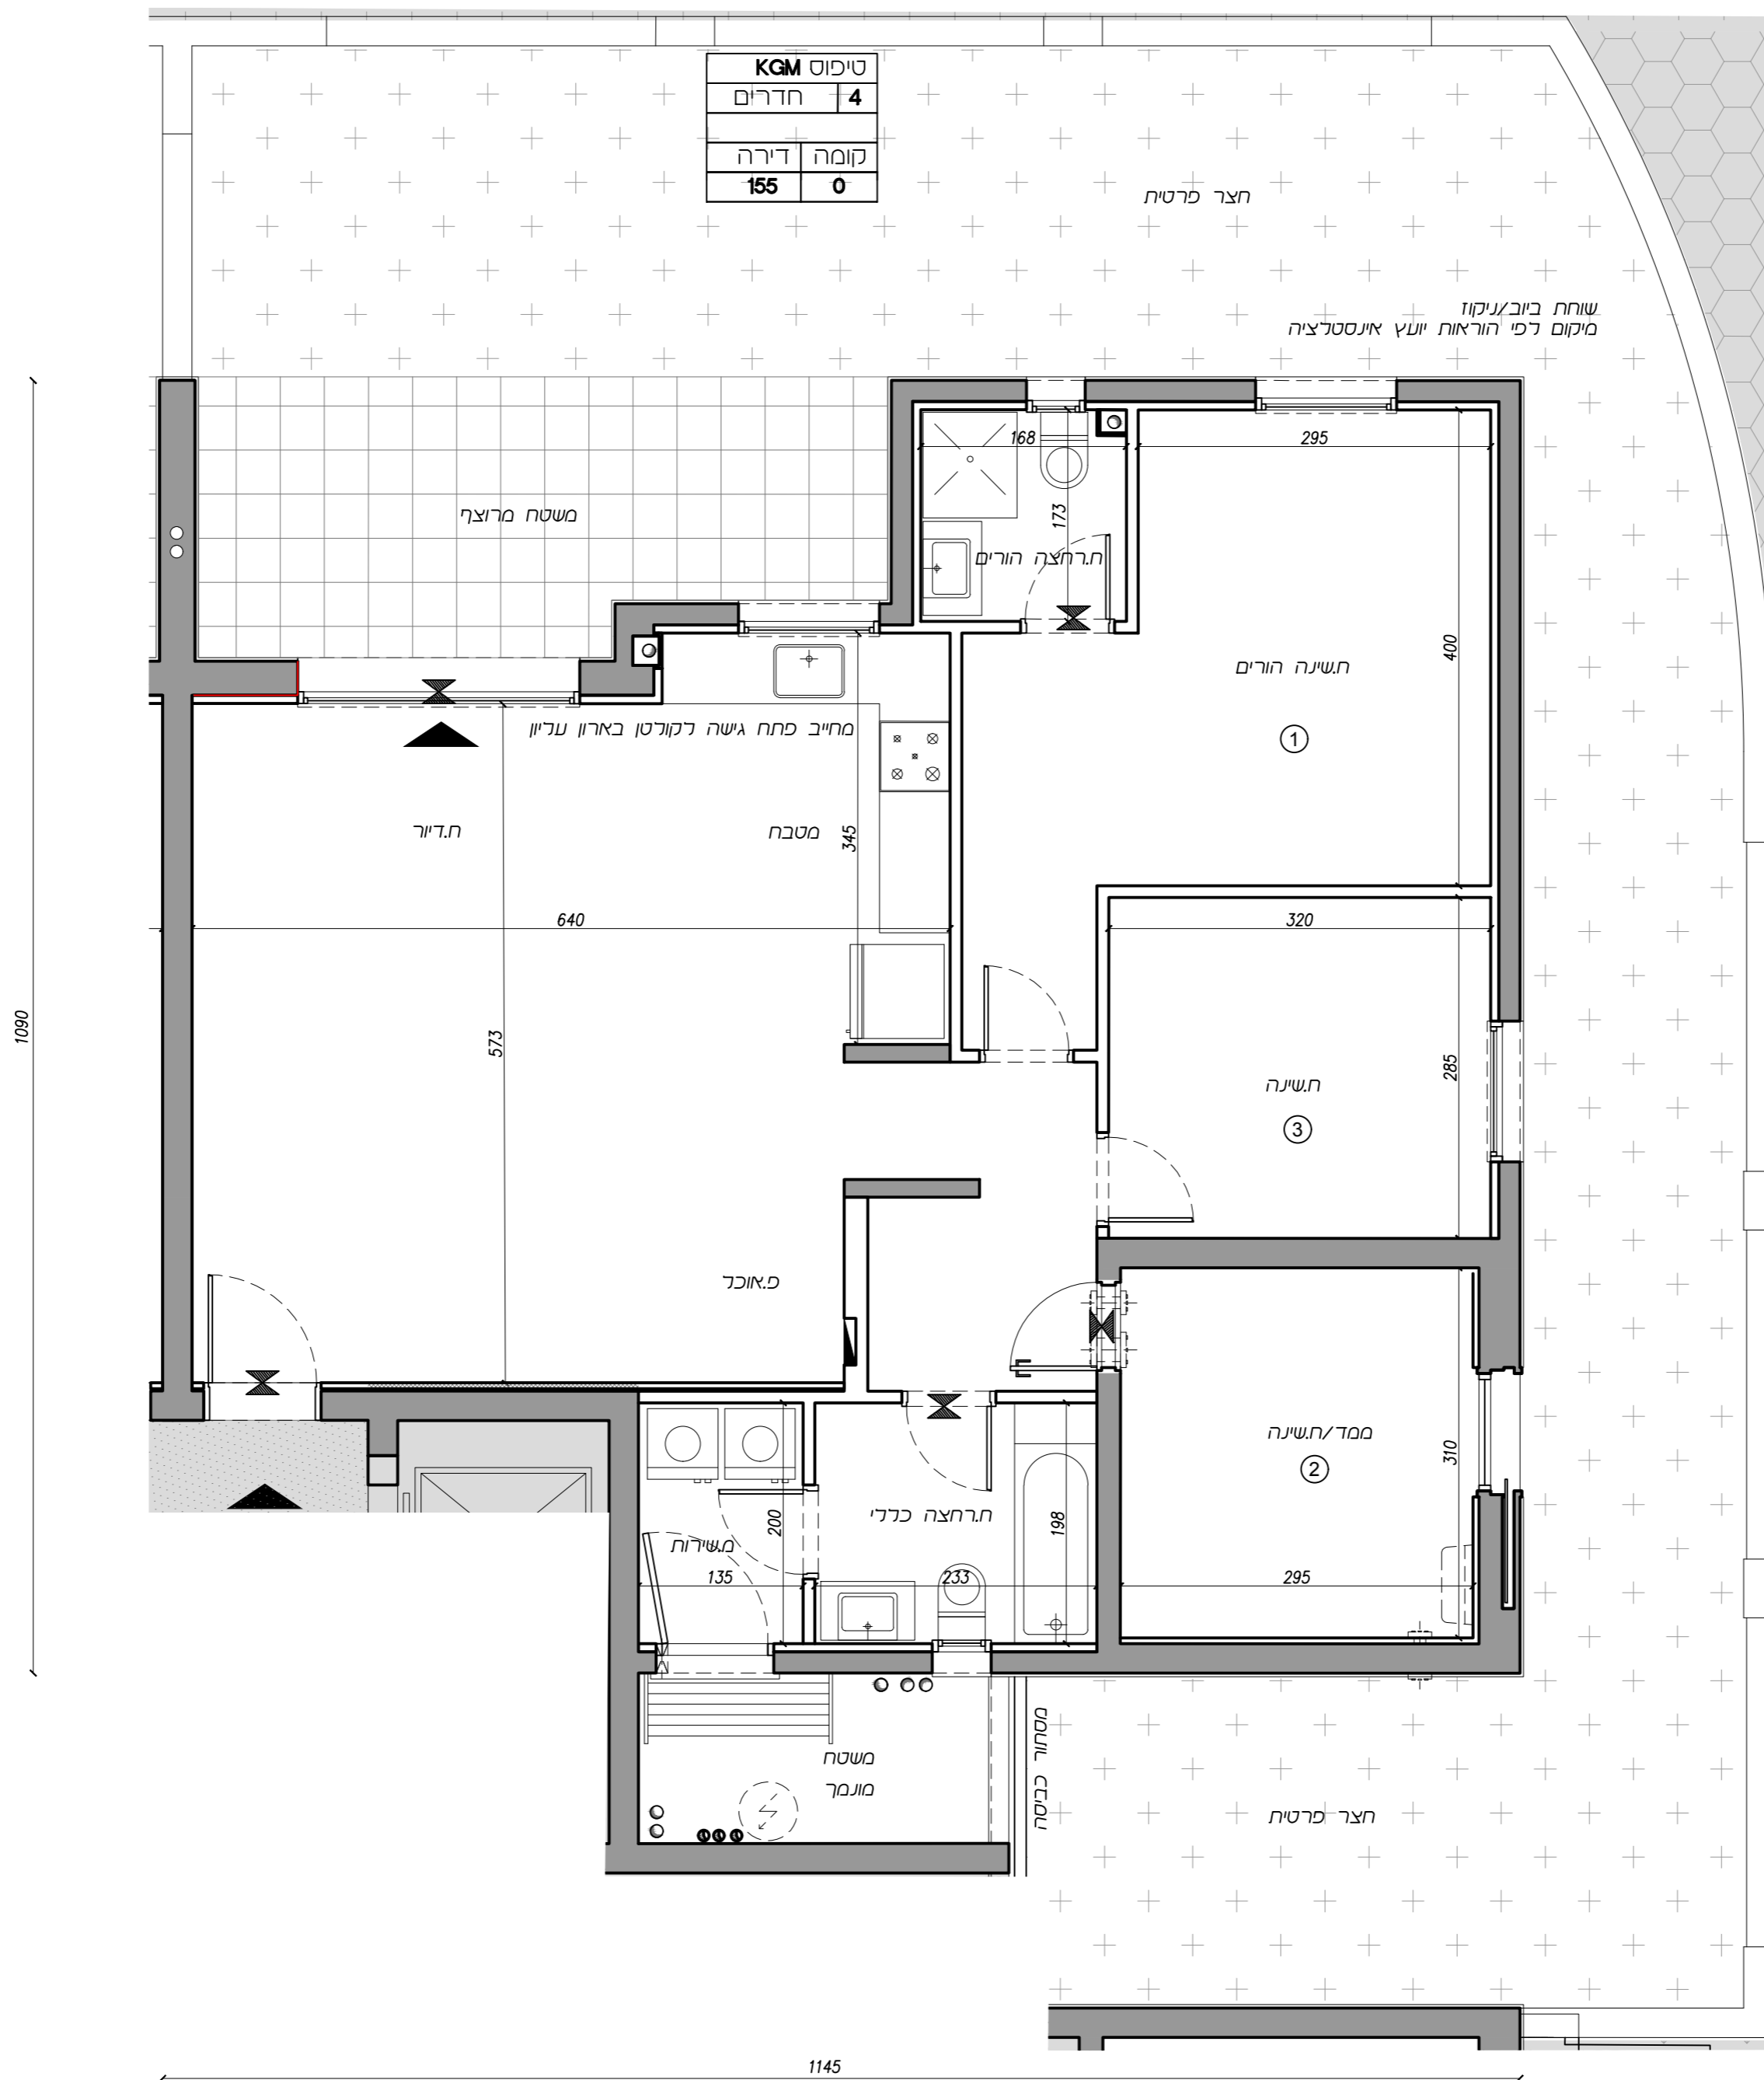 טיפוס KGM
4 חדרים
קומה דירה
0 155
חצר פרטית
שוחת ביוב/ניקוז
מיקום לפי הוראות יועץ אינסטלציה
168
295
173
משטח מרוצף
ח.רחצה הורים
400
ח.שינה הורים
1
מחייב פתח גישה לקולטן בארון עליון
ח.דיור
מטבח
345
640
320
1090
573
285
ח.שינה
3
פ.אוכל
ממד/ח.שינה
2
310
ח.רחצה כללי
200
198
מ.שירות
135
233
295
משטח
מונמך
מסתור כביסה
חצר פרטית
1145